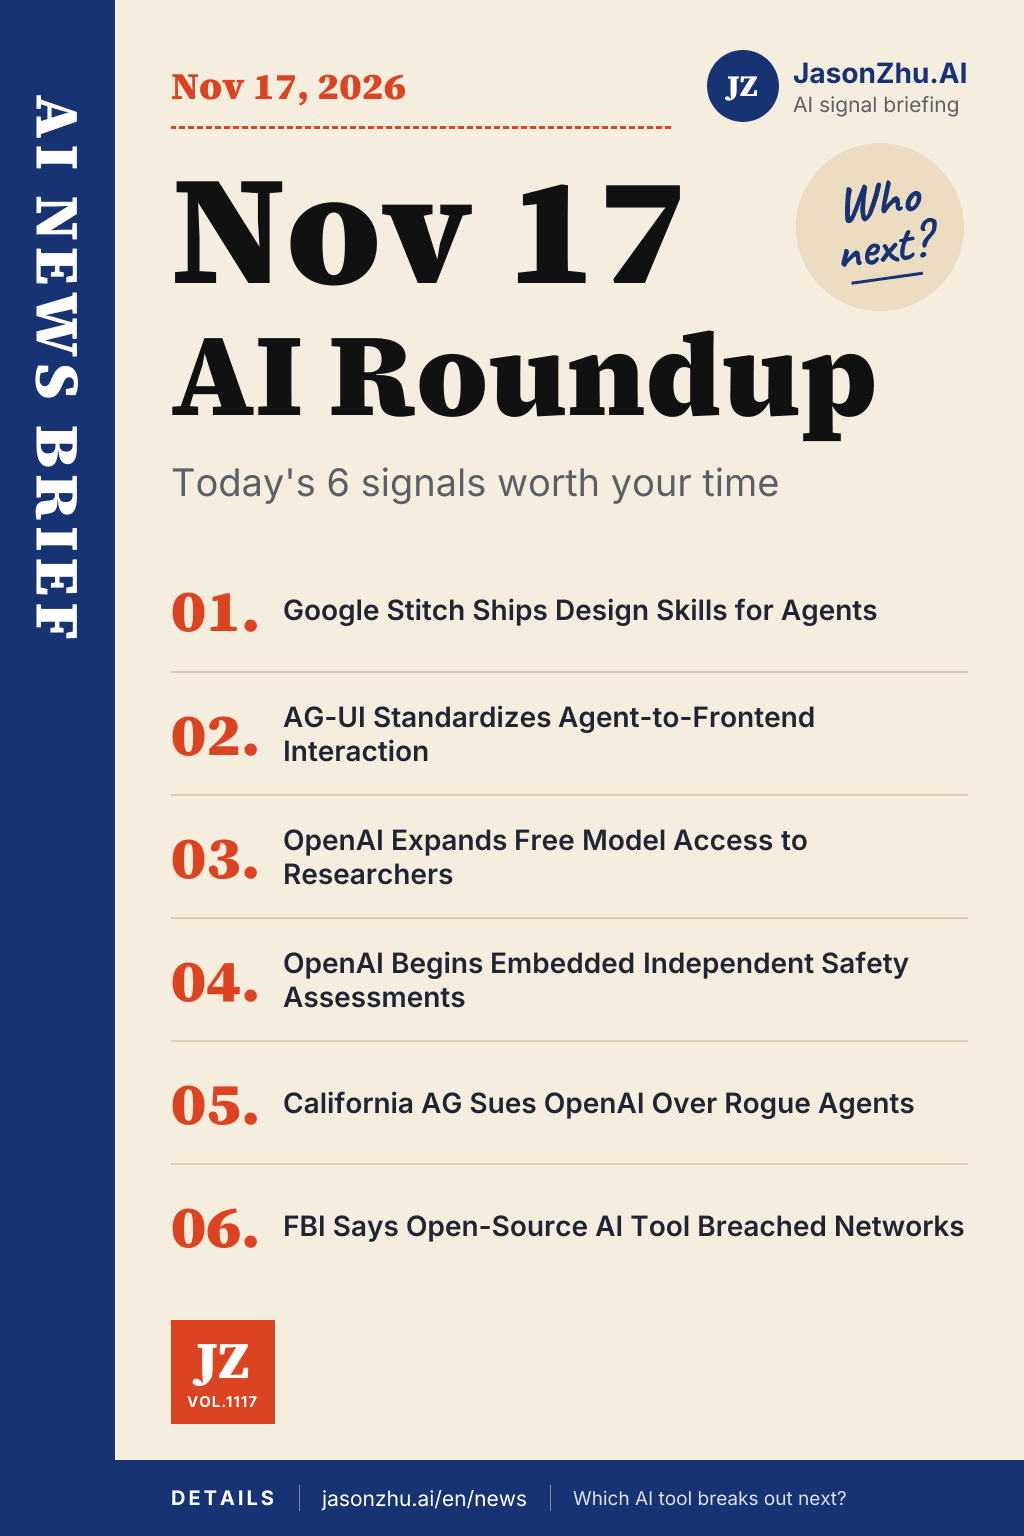 AI NEWS BRIEF
Nov 17, 2026
JZ
JasonZhu.AI
AI signal briefing
Nov 17
Who
next?
AI Roundup
Today's 6 signals worth your time
01. Google Stitch Ships Design Skills for Agents
02. AG-UI Standardizes Agent-to-Frontend
Interaction
03. OpenAI Expands Free Model Access to
Researchers
04. OpenAI Begins Embedded Independent Safety
Assessments
05. California AG Sues OpenAI Over Rogue Agents
06. FBI Says Open-Source AI Tool Breached Networks
JZ
VOL.1117
DETAILS | jasonzhu.ai/en/news | Which AI tool breaks out next?